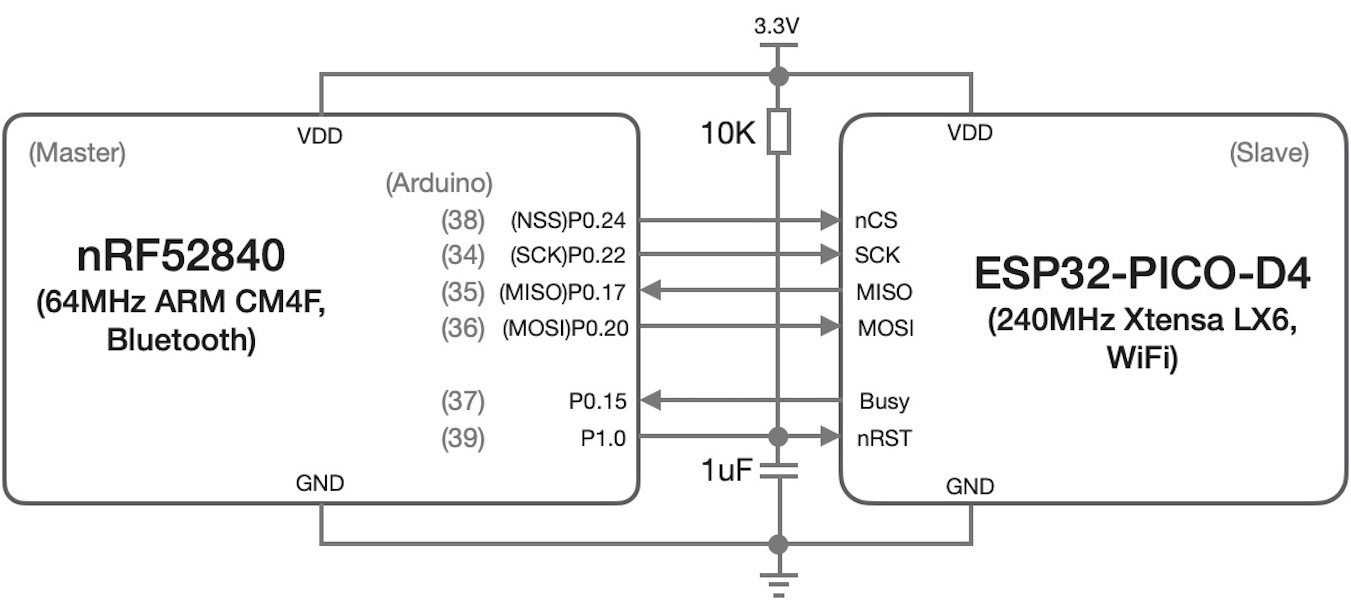 3.3V
VDD
10K
VDD
(Master)
(Slave)
(Arduino)
(38) (NSS)P0.24 nCS
(34) (SCK)P0.22 SCK
(35) (MISO)P0.17 MISO
(36) (MOSI)P0.20 MOSI
nRF52840
(64MHz ARM CM4F,
Bluetooth)
ESP32-PICO-D4
(240MHz Xtensa LX6,
WiFi)
(37) P0.15 Busy
(39) P1.0 nRST
1uF
GND
GND